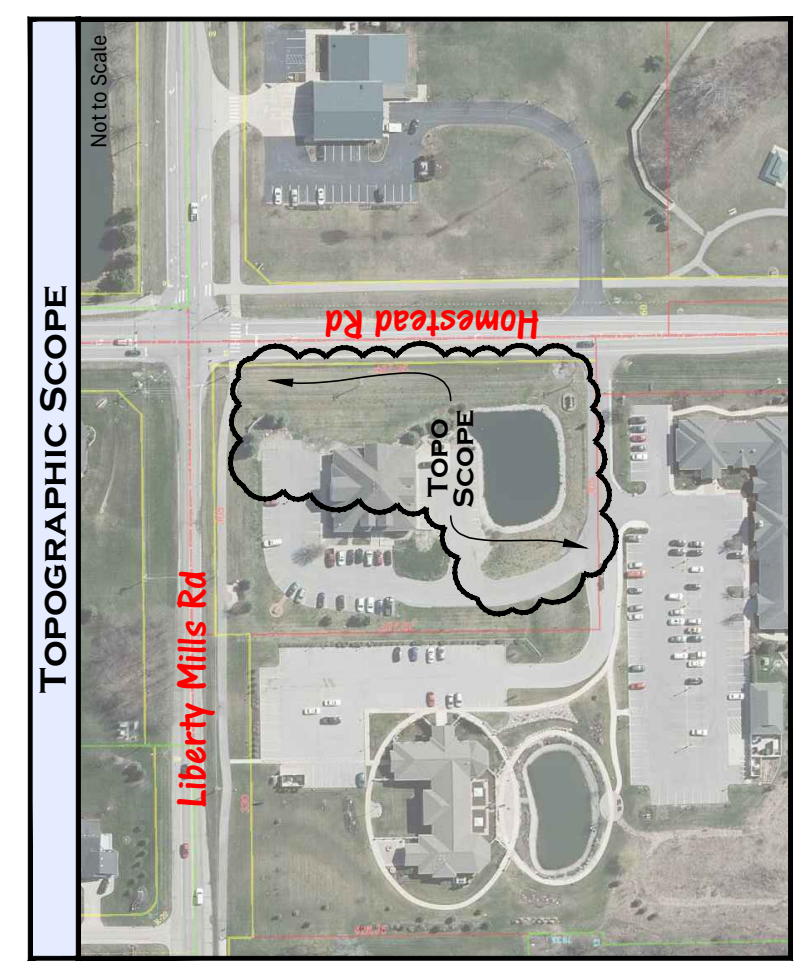 TOPOGRAPHIC SCOPE
Not to Scale
Homestead Rd
TOPO
SCOPE
Liberty Mills Rd